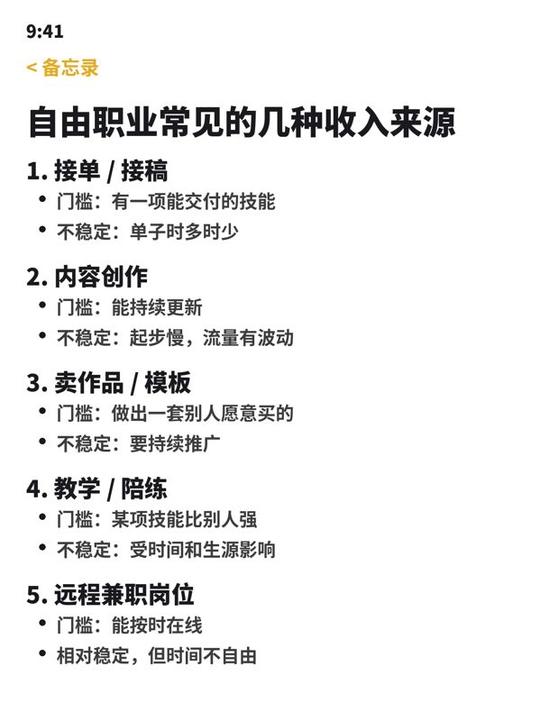 9:41
< 备忘录
自由职业常见的几种收入来源
1. 接单 / 接稿
• 门槛：有一项能交付的技能
• 不稳定：单子时多时少
2. 内容创作
• 门槛：能持续更新
• 不稳定：起步慢，流量有波动
3. 卖作品 / 模板
• 门槛：做出一套别人愿意买的
• 不稳定：要持续推广
4. 教学 / 陪练
• 门槛：某项技能比别人强
• 不稳定：受时间和生源影响
5. 远程兼职岗位
• 门槛：能按时在线
• 相对稳定，但时间不自由